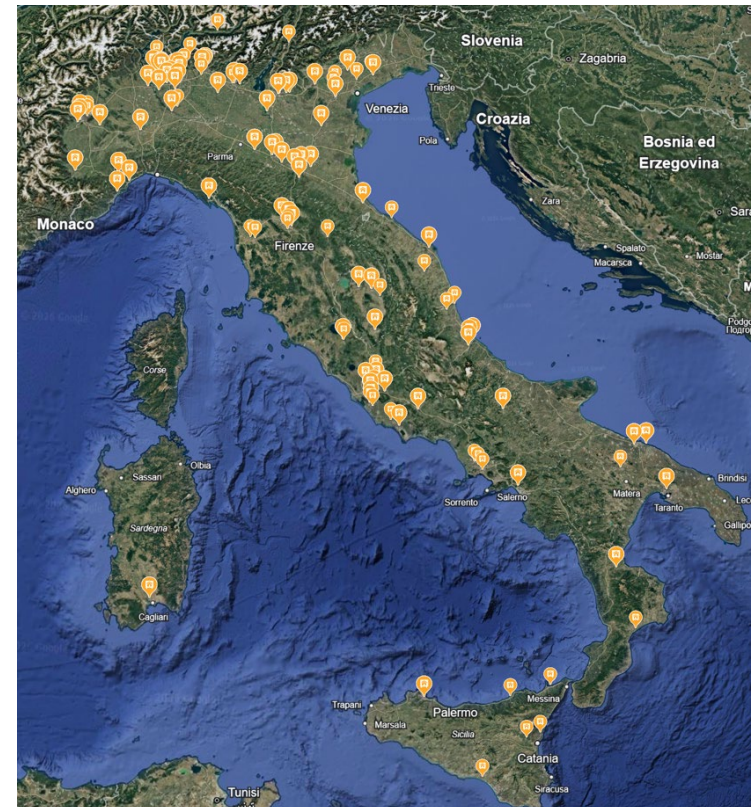 Slovenia
Zagabria
Trieste
Venezia
Croazia
Pola
Parma
Bosnia ed
Erzegovina
Zara
Sara
Monaco
Firenze
Spalato
Mostar
Macarsca
M
Podg
Corse
Olbia
Sassari
Alghero
Sardegna
Cagliari
Sorrento
Salerno
Matera
Taranto
Brindisi
Lec
Gallipo
Messina
Trapani
Palermo
Marsala
Sicilia
Catania
Siracusa
Tunisi